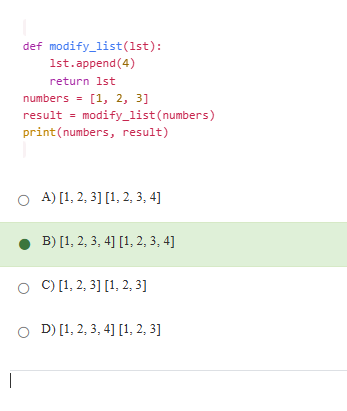 def modify_list(lst):
lst.append(4)
return lst
numbers = [1, 2, 3]
result = modify_list(numbers)
print(numbers, result)
A) [1, 2, 3] [1, 2, 3, 4]
B) [1, 2, 3, 4] [1, 2, 3, 4]
C) [1, 2, 3] [1, 2, 3]
D) [1, 2, 3, 4] [1, 2, 3]